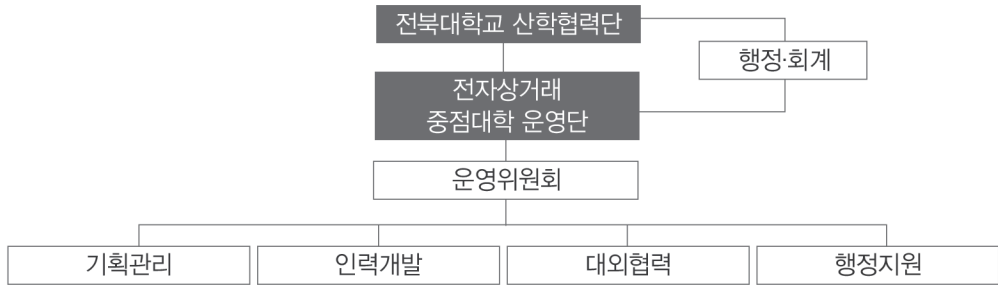 전북대학교 산학협력단
행정·회계
전자상거래
중점대학 운영단
운영위원회
기획관리
인력개발
대외협력
행정지원